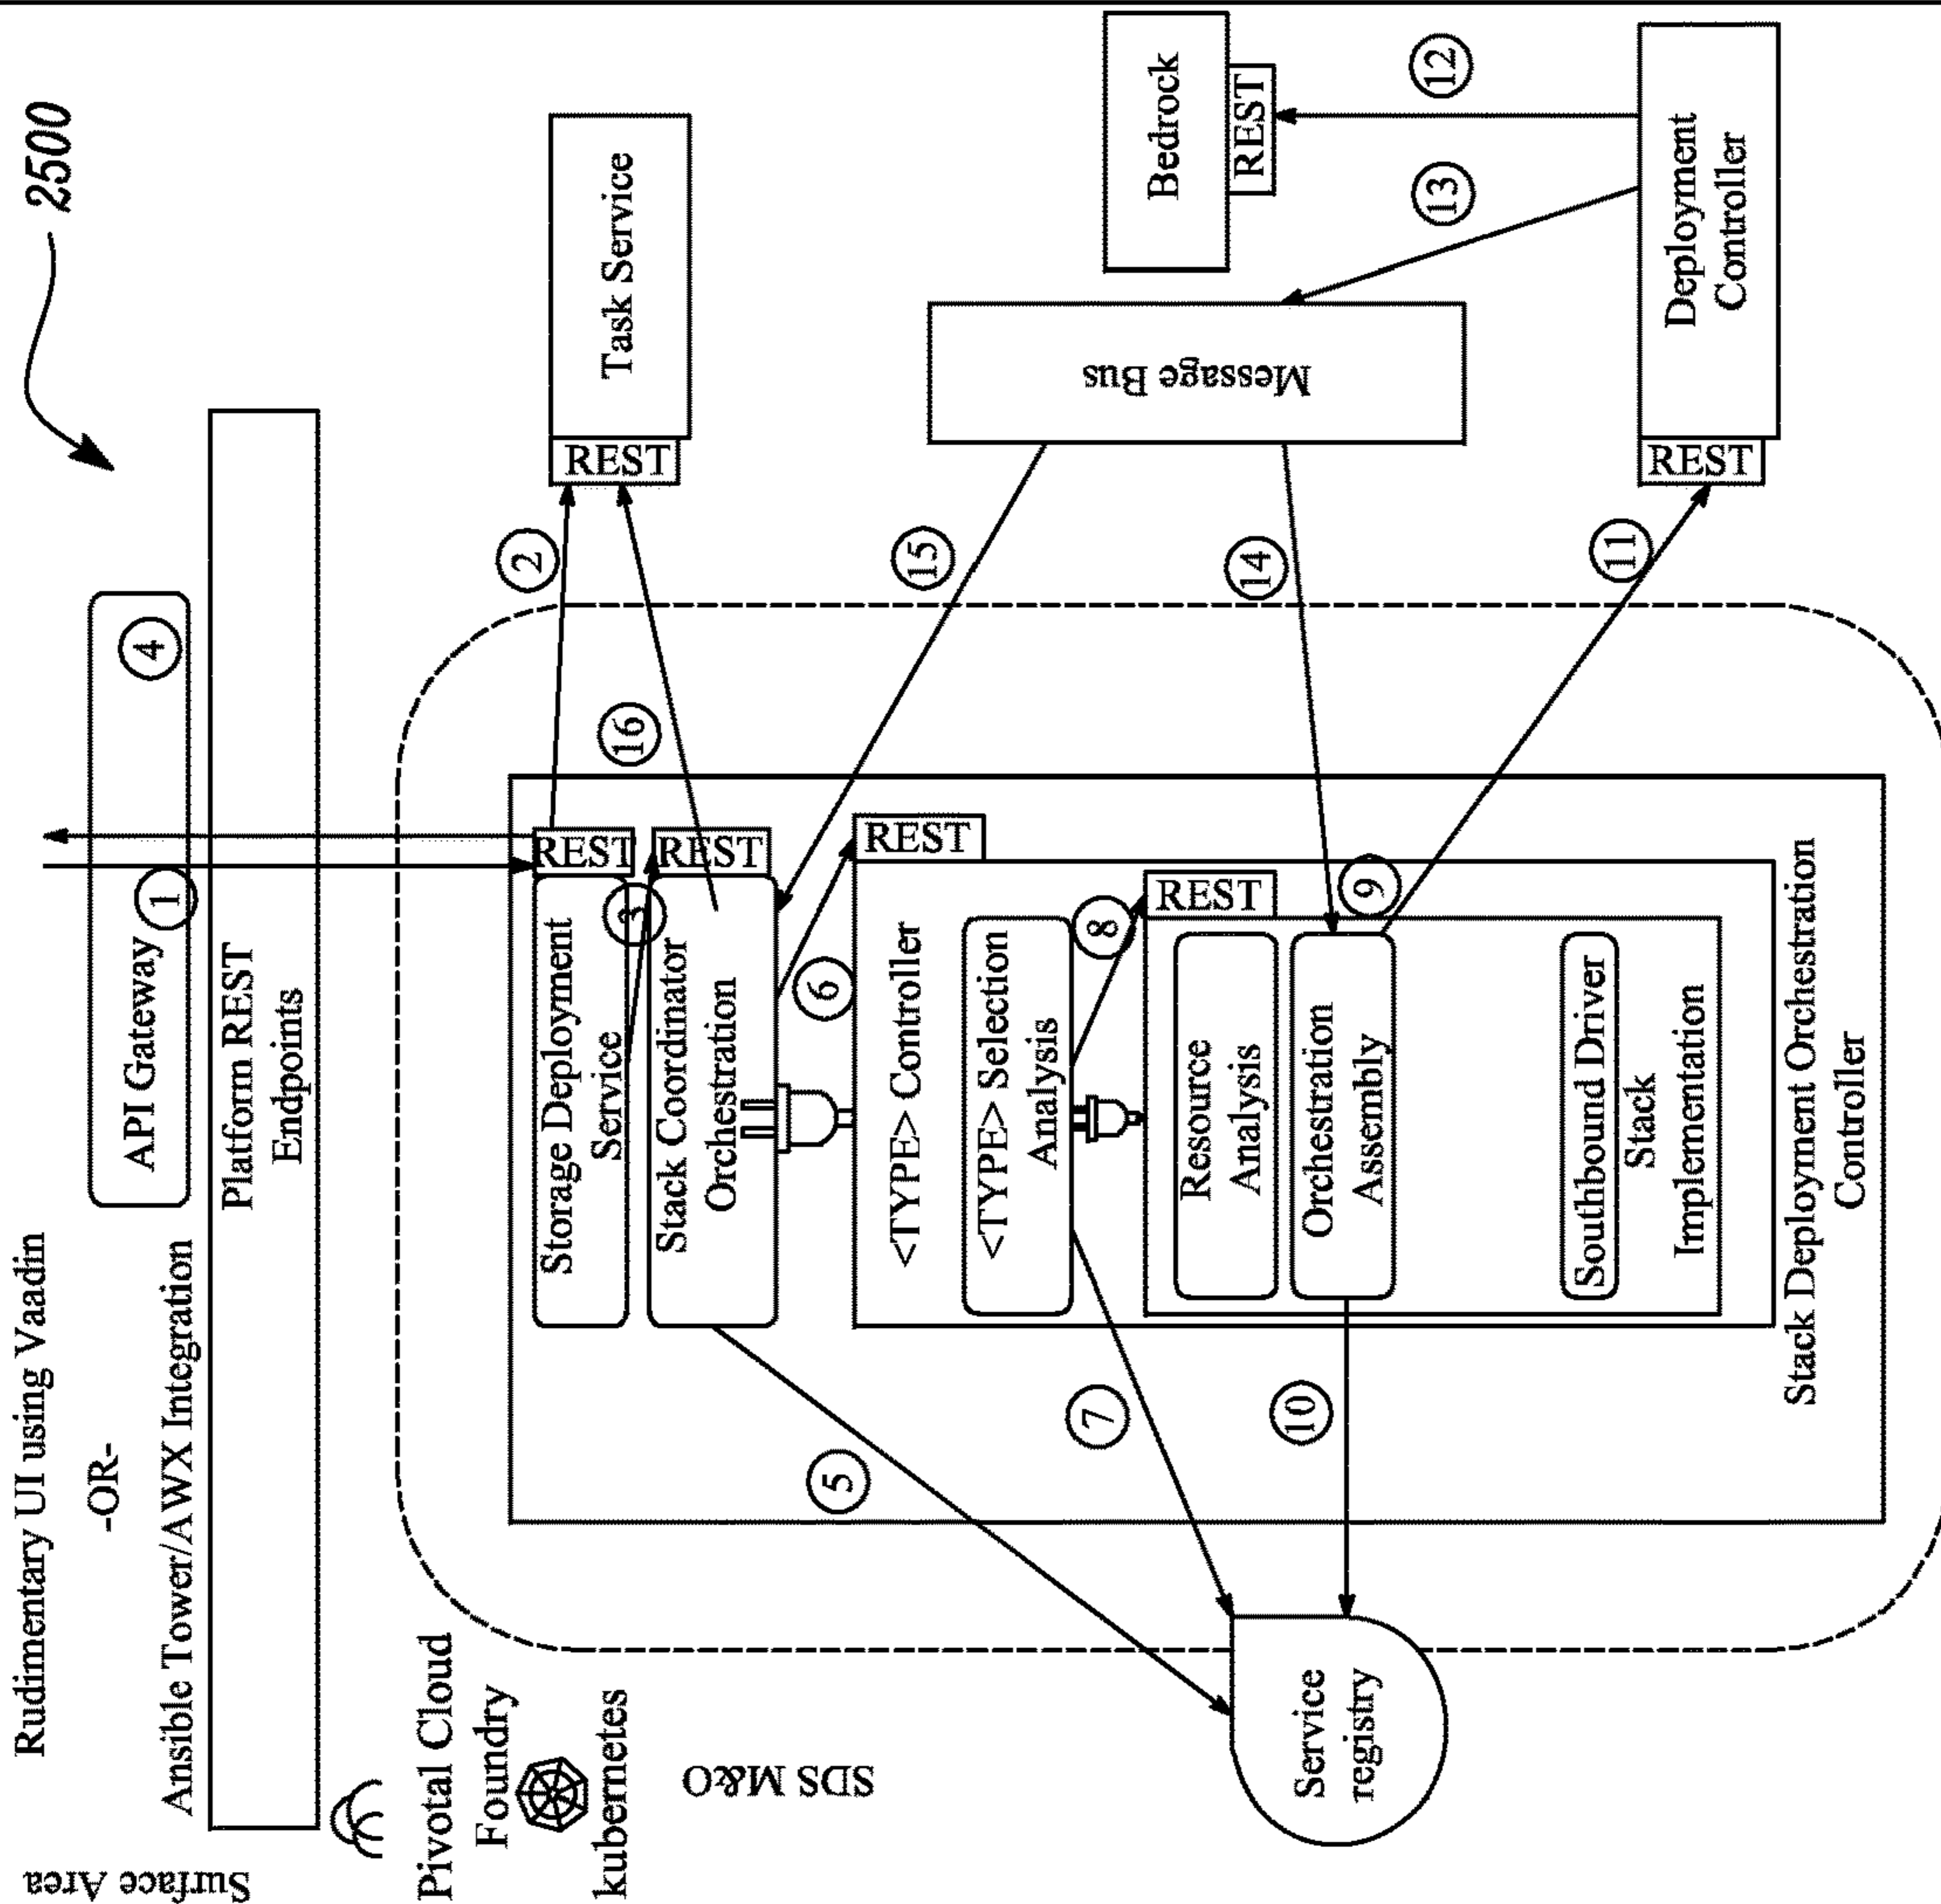 2500
Rudimentary UI using Vaadin
-OR-
Ansible Tower/AWX Integration
Surface Area
API Gateway
1
4
Platform REST
Endpoints
Pivotal Cloud
Foundry
kubernetes
SDS M&O
Storage Deployment
Service
REST
2
Task Service
REST
3
Stack Coordinator
Orchestration
REST
16
15
5
6
<TYPE> Controller
REST
<TYPE> Selection
Analysis
7
8
REST
Resource
Analysis
Orchestration
Assembly
9
10
Southbound Driver
Stack
Implementation
Stack Deployment Orchestration
Controller
Service
registry
Message Bus
14
11
13
12
Bedrock
REST
Deployment
Controller
REST